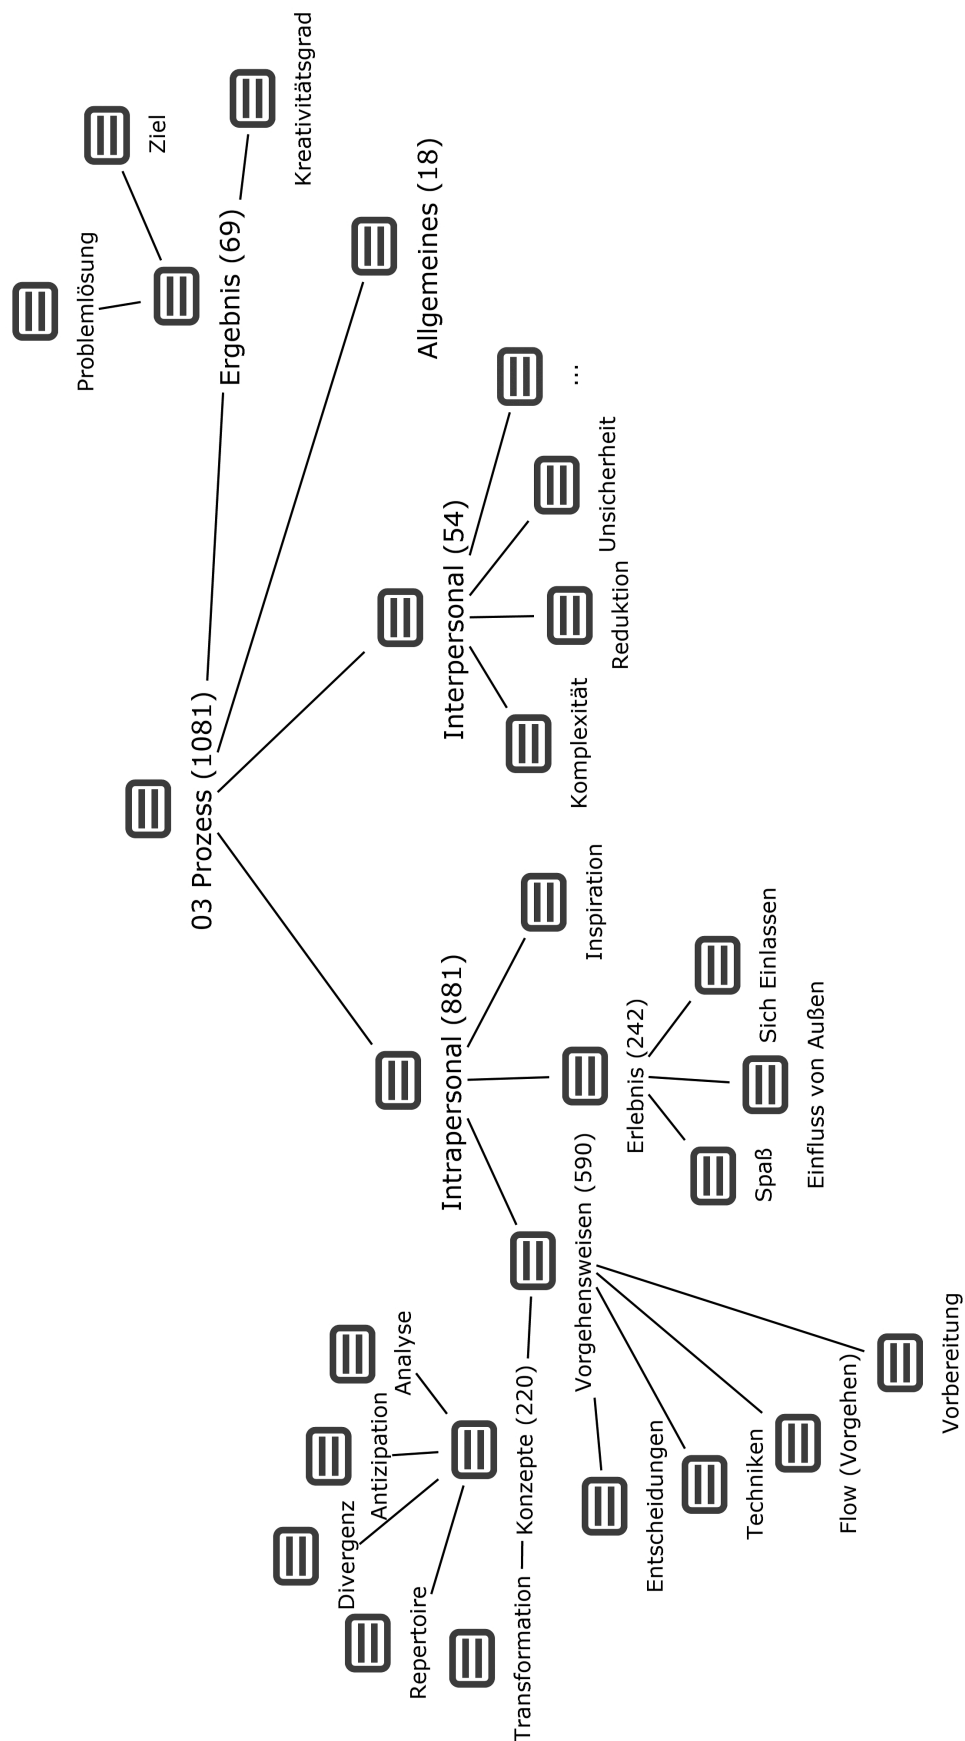 03 Prozess (1081)
Ergebnis (69)
Problemlösung
Ziel
Kreativitätsgrad
Allgemeines (18)
Interpersonal (54)
Komplexität
Reduktion
Unsicherheit
...
Intrapersonal (881)
Inspiration
Erlebnis (242)
Spaß
Einfluss von Außen
Sich Einlassen
Vorgehensweisen (590)
Konzepte (220)
Transformation
Repertoire
Divergenz
Antizipation
Analyse
Entscheidungen
Techniken
Flow (Vorgehen)
Vorbereitung